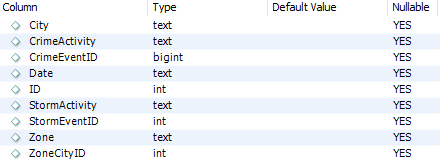 Column Type Default Value Nullable
City text YES
CrimeActivity text YES
CrimeEventID bigint YES
Date text YES
ID int YES
StormActivity text YES
StormEventID int YES
Zone text YES
ZoneCityID int YES